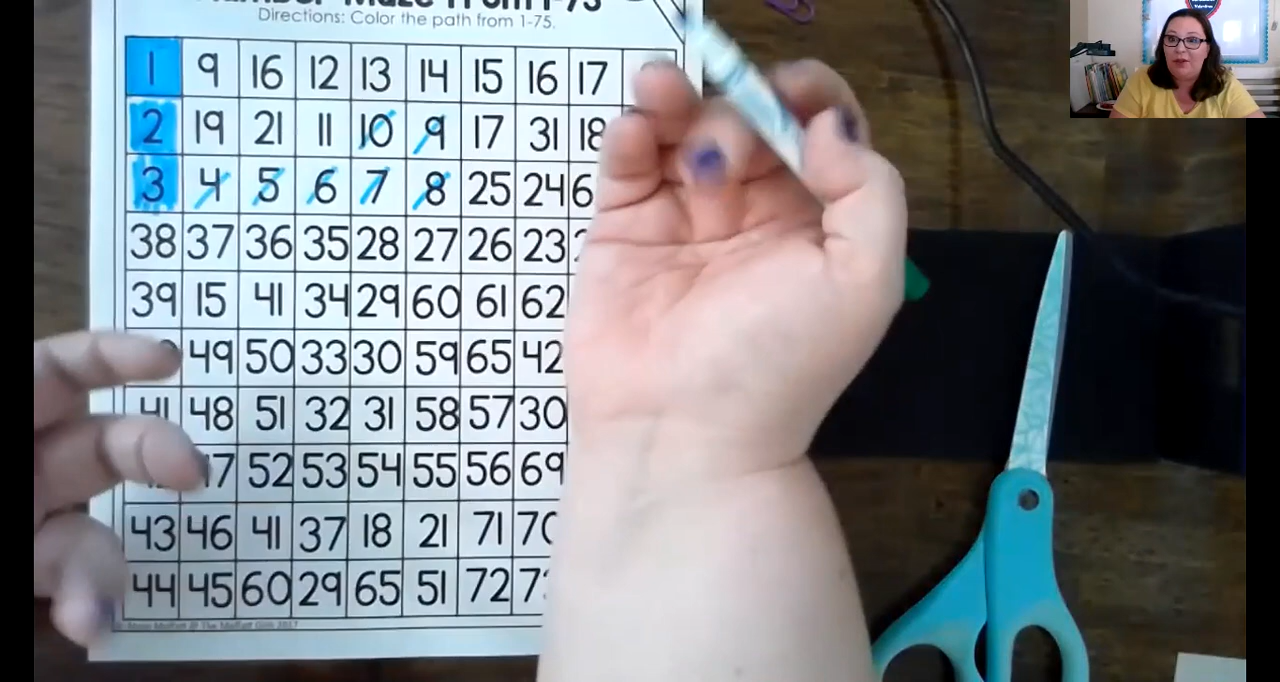 Directions: Color the path from 1-75.
1 9 16 12 13 14 15 16 17
2 19 21 11 10 9 17 31 18
3 4 5 6 7 8 25 24 6
38 37 36 35 28 27 26 23
39 15 41 34 29 60 61 62
49 50 33 30 59 65 42
41 48 51 32 31 58 57 30
52 53 54 55 56 69
43 46 41 37 18 21 71 70
44 45 60 29 65 51 72